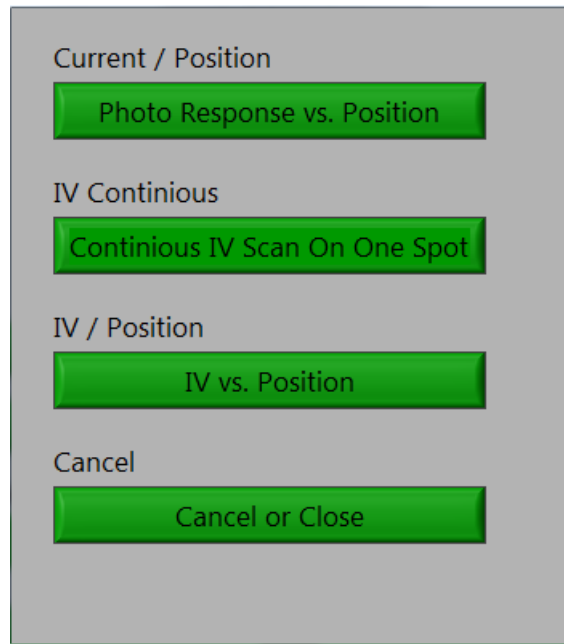 Current / Position
Photo Response vs. Position
IV Continious
Continious IV Scan On One Spot
IV / Position
IV vs. Position
Cancel
Cancel or Close